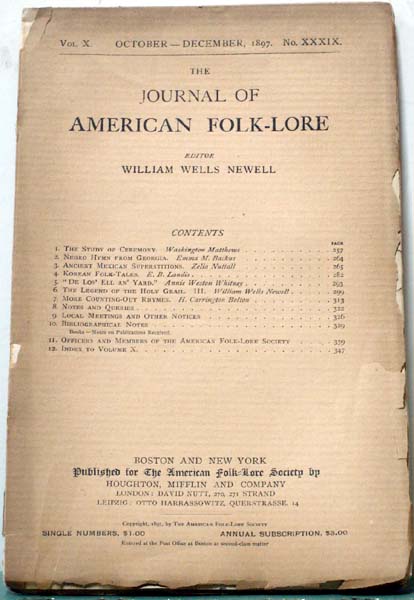 VOL. X. OCTOBER — DECEMBER, 1897. NO. XXXIX.
THE
JOURNAL OF
AMERICAN FOLK-LORE
EDITOR
WILLIAM WELLS NEWELL
CONTENTS
PAGE
1. THE STUDY OF CEREMONY. Washington Matthews . . . 257
2. NEGRO HYMN FROM GEORGIA. Emma M. Backus . . . 264
3. ANCIENT MEXICAN SUPERSTITIONS. Zelia Nuttall . . . 265
4. KOREAN FOLK-TALES. E. B. Landis . . . 282
5. "DE LOS' ELL AN' YARD." Annie Weston Whitney . . . 293
6. THE LEGEND OF THE HOLY GRAIL. III. William Wells Newell . . . 299
7. MORE COUNTING-OUT RHYMES. H. Carrington Bolton . . . 313
8. NOTES AND QUERIES . . . 322
9. LOCAL MEETINGS AND OTHER NOTICES . . . 326
10. BIBLIOGRAPHICAL NOTES . . . 329
Books — Notes on Publications Received.
11. OFFICERS AND MEMBERS OF THE AMERICAN FOLK-LORE SOCIETY . . . 339
12. INDEX TO VOLUME X. . . . 347
BOSTON AND NEW YORK
Published for The American Folk-Lore Society by
HOUGHTON, MIFFLIN AND COMPANY
LONDON: DAVID NUTT, 270, 271 STRAND
LEIPZIG: OTTO HARRASSOWITZ, QUERSTRASSE, 14
Copyright, 1897, by THE AMERICAN FOLK-LORE SOCIETY
SINGLE NUMBERS, $1.00 ANNUAL SUBSCRIPTION, $3.00
Entered at the Post Office at Boston as second-class matter